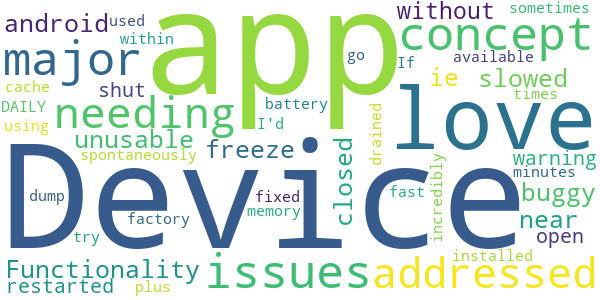 android used
within
app
without sometimes
concept
go
If available
major
cache
DAILY
shut
ie slowed
needing
battery
I'd
love
times
using
unusable
spontaneously
freeze
drained
closed
incredibly
warning
minutes
Device
dump
factory
fixed
memory
fast
buggy
near
try
open
Functionality
issues
addressed
installed
restarted plus